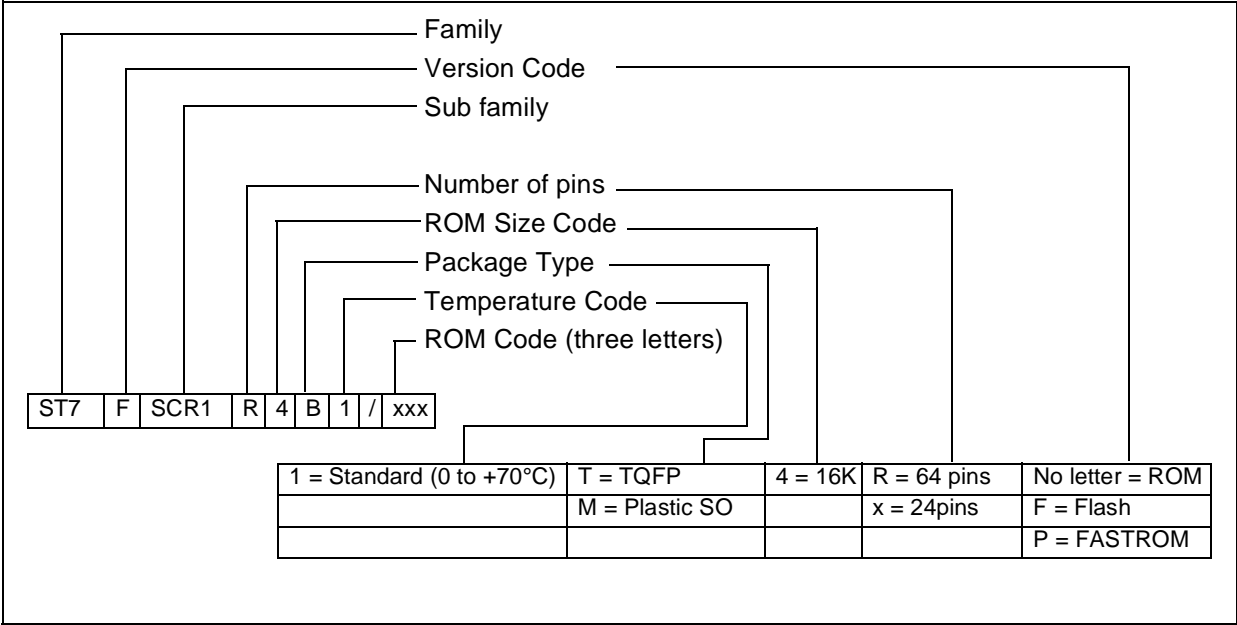 Family
Version Code
Sub family
Number of pins
ROM Size Code
Package Type
Temperature Code
ROM Code (three letters)
ST7 F SCR1 R 4 B 1 / xxx
1 = Standard (0 to +70°C) T = TQFP 4 = 16K R = 64 pins No letter = ROM
M = Plastic SO x = 24pins F = Flash
P = FASTROM